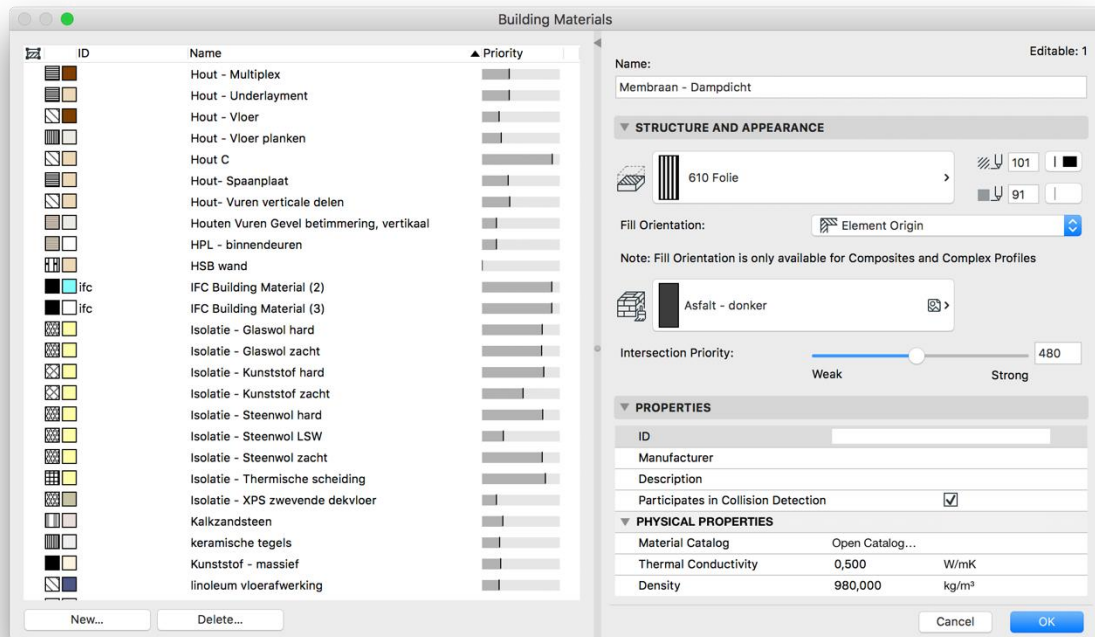 Building Materials
ID Name Priority
Hout - Multiplex
Hout - Underlayment
Hout - Vloer
Hout - Vloer planken
Hout C
Hout- Spaanplaat
Hout- Vuren verticale delen
Houten Vuren Gevel betimmering, vertikaal
HPL - binnendeuren
HSB wand
ifc IFC Building Material (2)
ifc IFC Building Material (3)
Isolatie - Glaswol hard
Isolatie - Glaswol zacht
Isolatie - Kunststof hard
Isolatie - Kunststof zacht
Isolatie - Steenwol hard
Isolatie - Steenwol LSW
Isolatie - Steenwol zacht
Isolatie - Thermische scheiding
Isolatie - XPS zwevende dekvloer
Kalkzandsteen
keramische tegels
Kunststof - massief
linoleum vloerafwerking
New... Delete...
Editable: 1
Name:
Membraan - Dampdicht
STRUCTURE AND APPEARANCE
610 Folie
101
91
Fill Orientation: Element Origin
Note: Fill Orientation is only available for Composites and Complex Profiles
Asfalt - donker
Intersection Priority: 480
Weak Strong
PROPERTIES
ID
Manufacturer
Description
Participates in Collision Detection
PHYSICAL PROPERTIES
Material Catalog Open Catalog...
Thermal Conductivity 0,500 W/mK
Density 980,000 kg/m³
Cancel OK